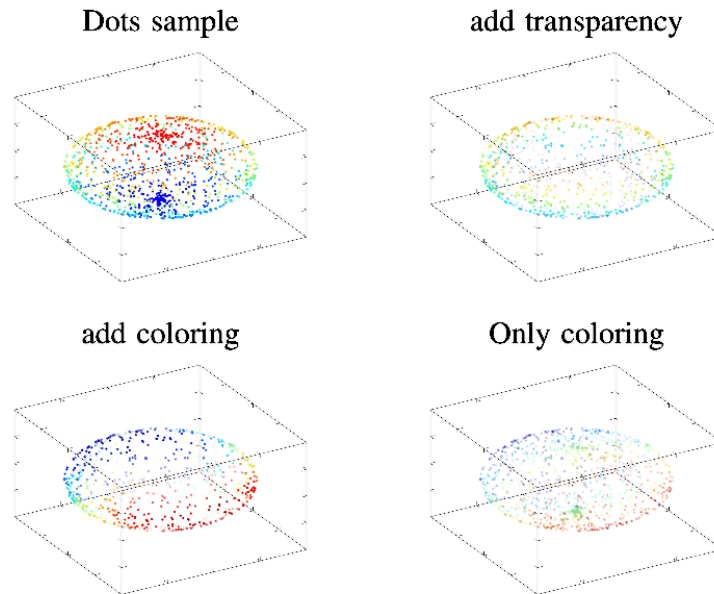 Dots sample
add transparency
add coloring
Only coloring